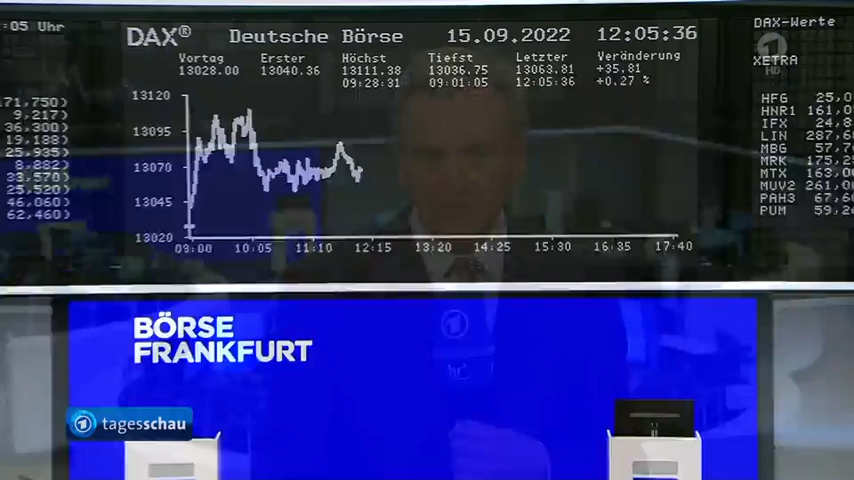 :05 Uhr
DAX® Deutsche Börse 15.09.2022 12:05:36
DAX-Werte
XETRA
Vortag Erster Höchst Tiefst Letzter Veränderung
13028.00 13040.36 13111.38 13036.75 13063.81 +35.81
09:28:31 09:01:05 12:05:36 +0.27 %
13120
13095
13070
13045
13020
09:00 10:05 11:10 12:15 13:20 14:25 15:30 16:35 17:40
171,750)
9,217)
36,300)
19,188)
25,935)
8,882)
33,570)
25,520)
46,060)
62,460)
HFG 25,0
HNR1 161,0
IFX 24,8
LIN 287,6
MBG 57,7
MRK 175,2
MTX 163,0
MUV2 261,0
PAH3 67,6
PUM 59,2
1
HD
BÖRSE
FRANKFURT
hr
tagesschau